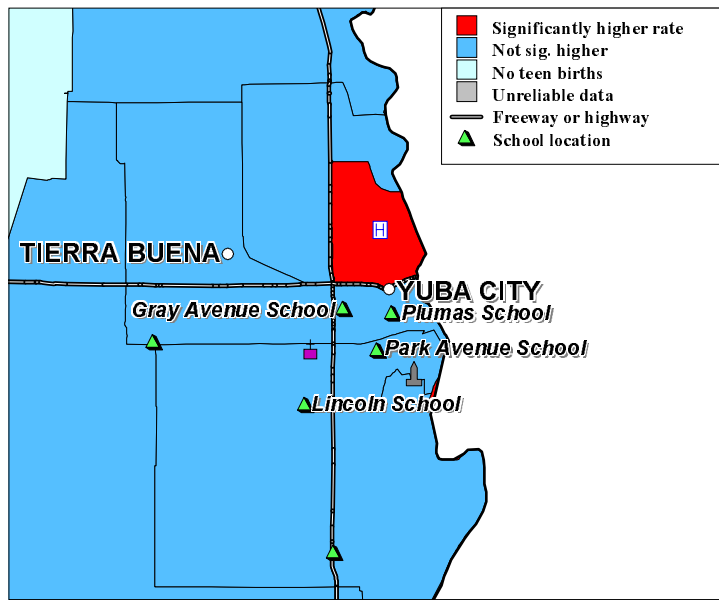 Significantly higher rate
Not sig. higher
No teen births
Unreliable data
Freeway or highway
School location
H
TIERRA BUENA
YUBA CITY
Gray Avenue School
Plumas School
Park Avenue School
Lincoln School